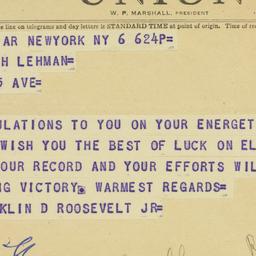 UNION
W. P. MARSHALL, PRESIDENT
e line on telegrams and day letters is STANDARD TIME at point of origin. Time of rec
AR NEWYORK NY 6 624P=
H LEHMAN=
5 AVE=
ULATIONS TO YOU ON YOUR ENERGET
WISH YOU THE BEST OF LUCK ON EL
OUR RECORD AND YOUR EFFORTS WIL
NG VICTORY. WARMEST REGARDS=
KLIN D ROOSEVELT JR=